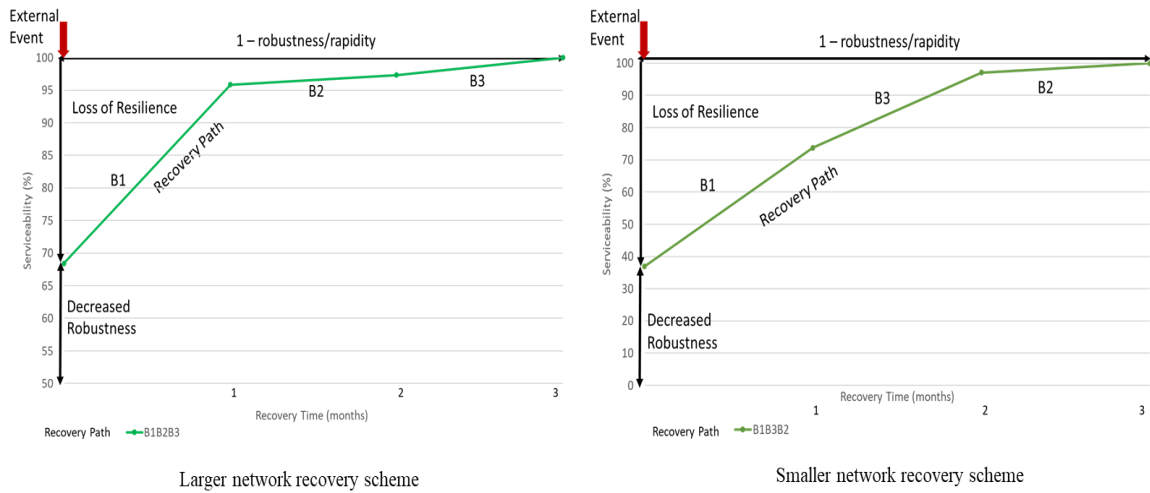 External
Event
1 – robustness/rapidity
100
95
90
85
80
75
70
65
60
55
50
Serviceability (%)
Loss of Resilience
B1
Recovery Path
B2
B3
Decreased
Robustness
1
2
3
Recovery Time (months)
Recovery Path
B1B2B3
Larger network recovery scheme
External
Event
1 – robustness/rapidity
100
90
80
70
60
50
40
30
20
10
0
Serviceability (%)
Loss of Resilience
B1
Recovery Path
B3
B2
Decreased
Robustness
Recovery Time (months)
1
2
3
Recovery Path
B1B3B2
Smaller network recovery scheme